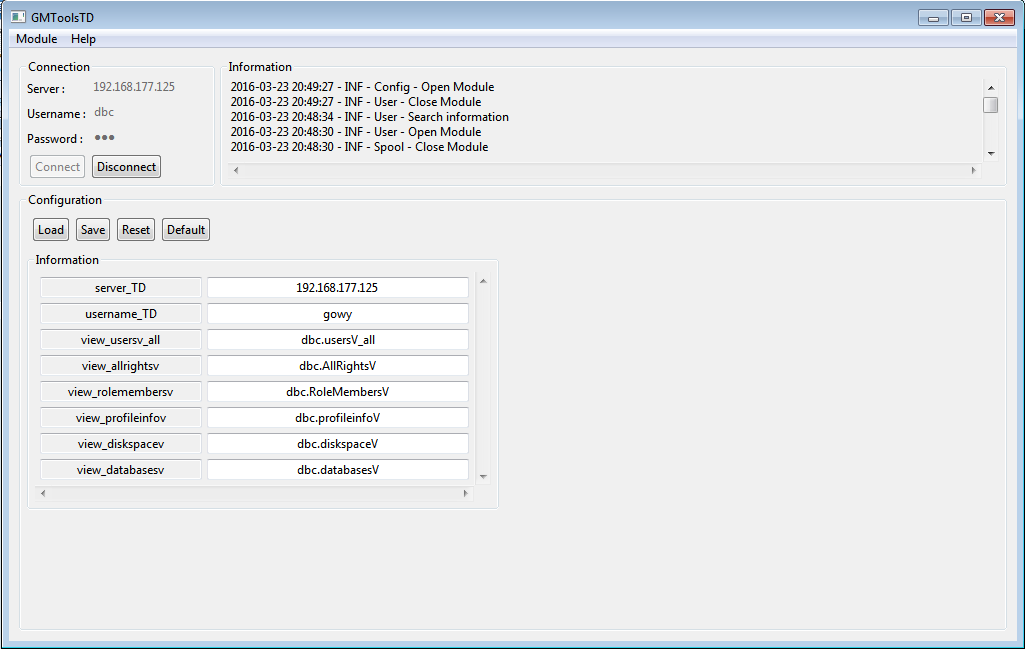 GMToolsTD
Module Help
Connection
Server : 192.168.177.125
Username : dbc
Password : •••
Connect Disconnect
Information
2016-03-23 20:49:27 - INF - Config - Open Module
2016-03-23 20:49:27 - INF - User - Close Module
2016-03-23 20:48:34 - INF - User - Search information
2016-03-23 20:48:30 - INF - User - Open Module
2016-03-23 20:48:30 - INF - Spool - Close Module
Configuration
Load Save Reset Default
Information
server_TD 192.168.177.125
username_TD gowy
view_usersv_all dbc.usersV_all
view_allrightsv dbc.AllRightsV
view_rolemembersv dbc.RoleMembersV
view_profileinfov dbc.profileinfoV
view_diskspacev dbc.diskspaceV
view_databasesv dbc.databasesV